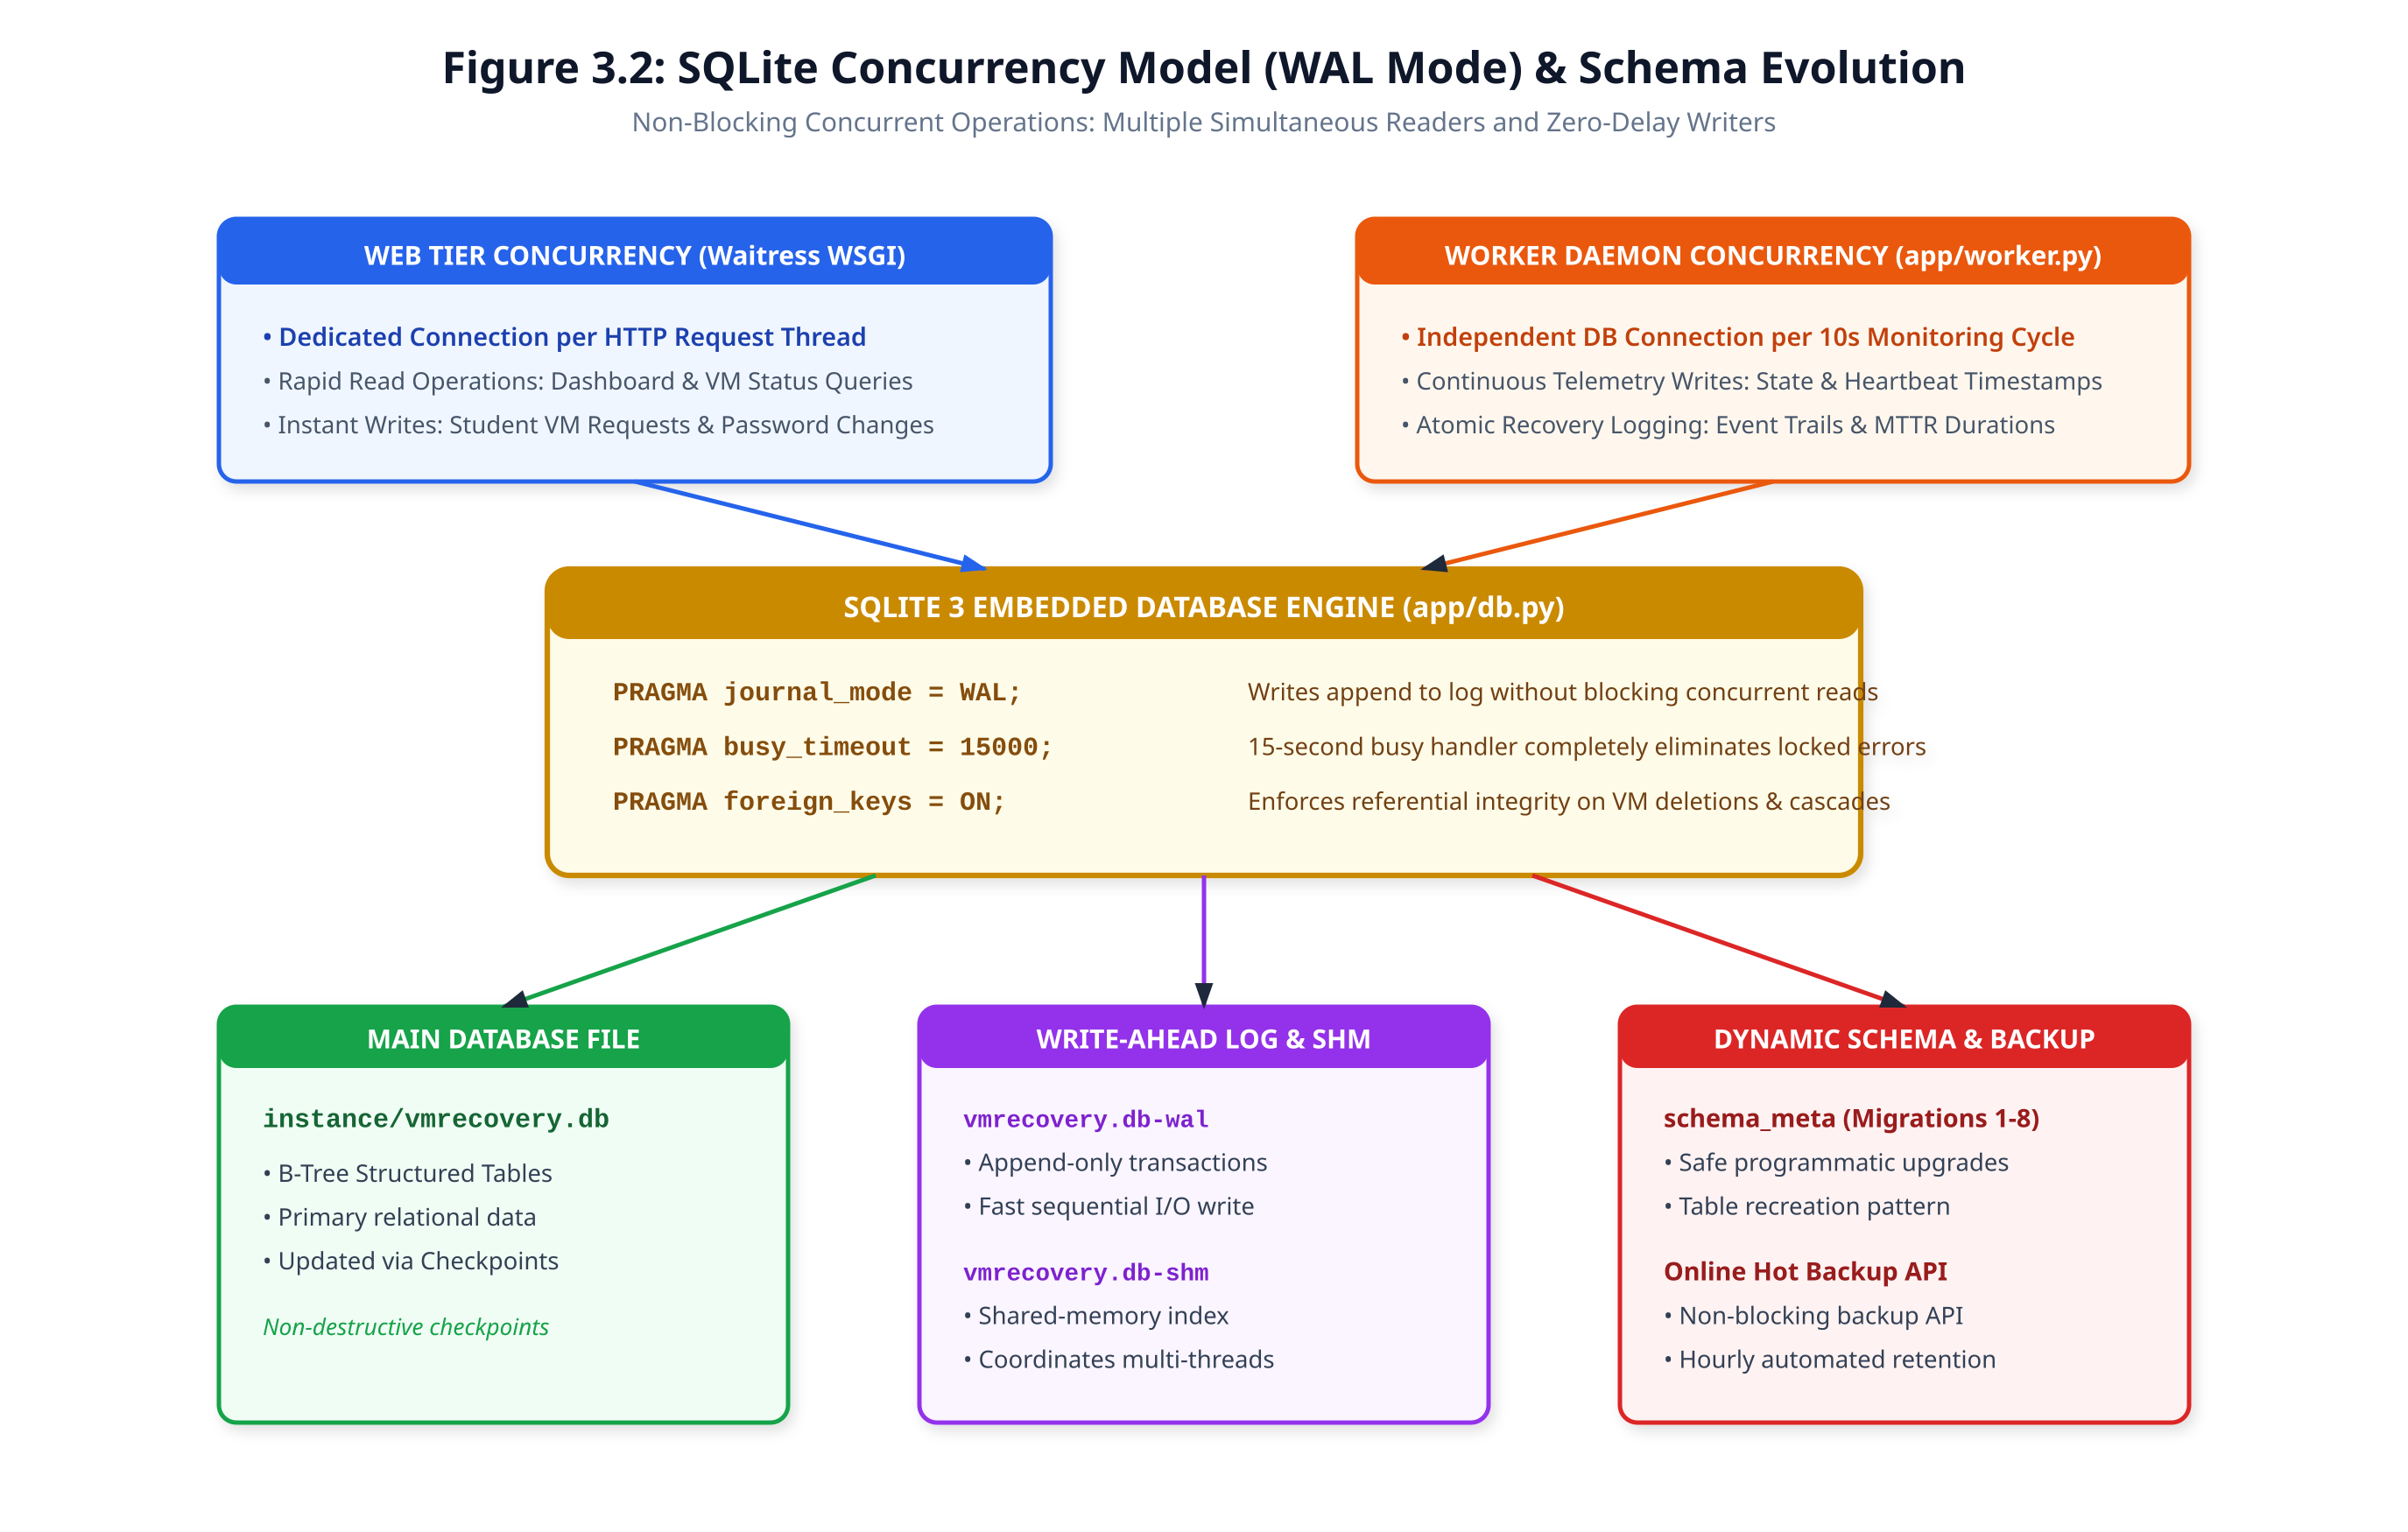 Figure 3.2: SQLite Concurrency Model (WAL Mode) & Schema Evolution
Non-Blocking Concurrent Operations: Multiple Simultaneous Readers and Zero-Delay Writers
WEB TIER CONCURRENCY (Waitress WSGI)
• Dedicated Connection per HTTP Request Thread
• Rapid Read Operations: Dashboard & VM Status Queries
• Instant Writes: Student VM Requests & Password Changes
WORKER DAEMON CONCURRENCY (app/worker.py)
• Independent DB Connection per 10s Monitoring Cycle
• Continuous Telemetry Writes: State & Heartbeat Timestamps
• Atomic Recovery Logging: Event Trails & MTTR Durations
SQLITE 3 EMBEDDED DATABASE ENGINE (app/db.py)
PRAGMA journal_mode = WAL; Writes append to log without blocking concurrent reads
PRAGMA busy_timeout = 15000; 15-second busy handler completely eliminates locked errors
PRAGMA foreign_keys = ON; Enforces referential integrity on VM deletions & cascades
MAIN DATABASE FILE
instance/vmrecovery.db
• B-Tree Structured Tables
• Primary relational data
• Updated via Checkpoints
Non-destructive checkpoints
WRITE-AHEAD LOG & SHM
vmrecovery.db-wal
• Append-only transactions
• Fast sequential I/O write
vmrecovery.db-shm
• Shared-memory index
• Coordinates multi-threads
DYNAMIC SCHEMA & BACKUP
schema_meta (Migrations 1-8)
• Safe programmatic upgrades
• Table recreation pattern
Online Hot Backup API
• Non-blocking backup API
• Hourly automated retention